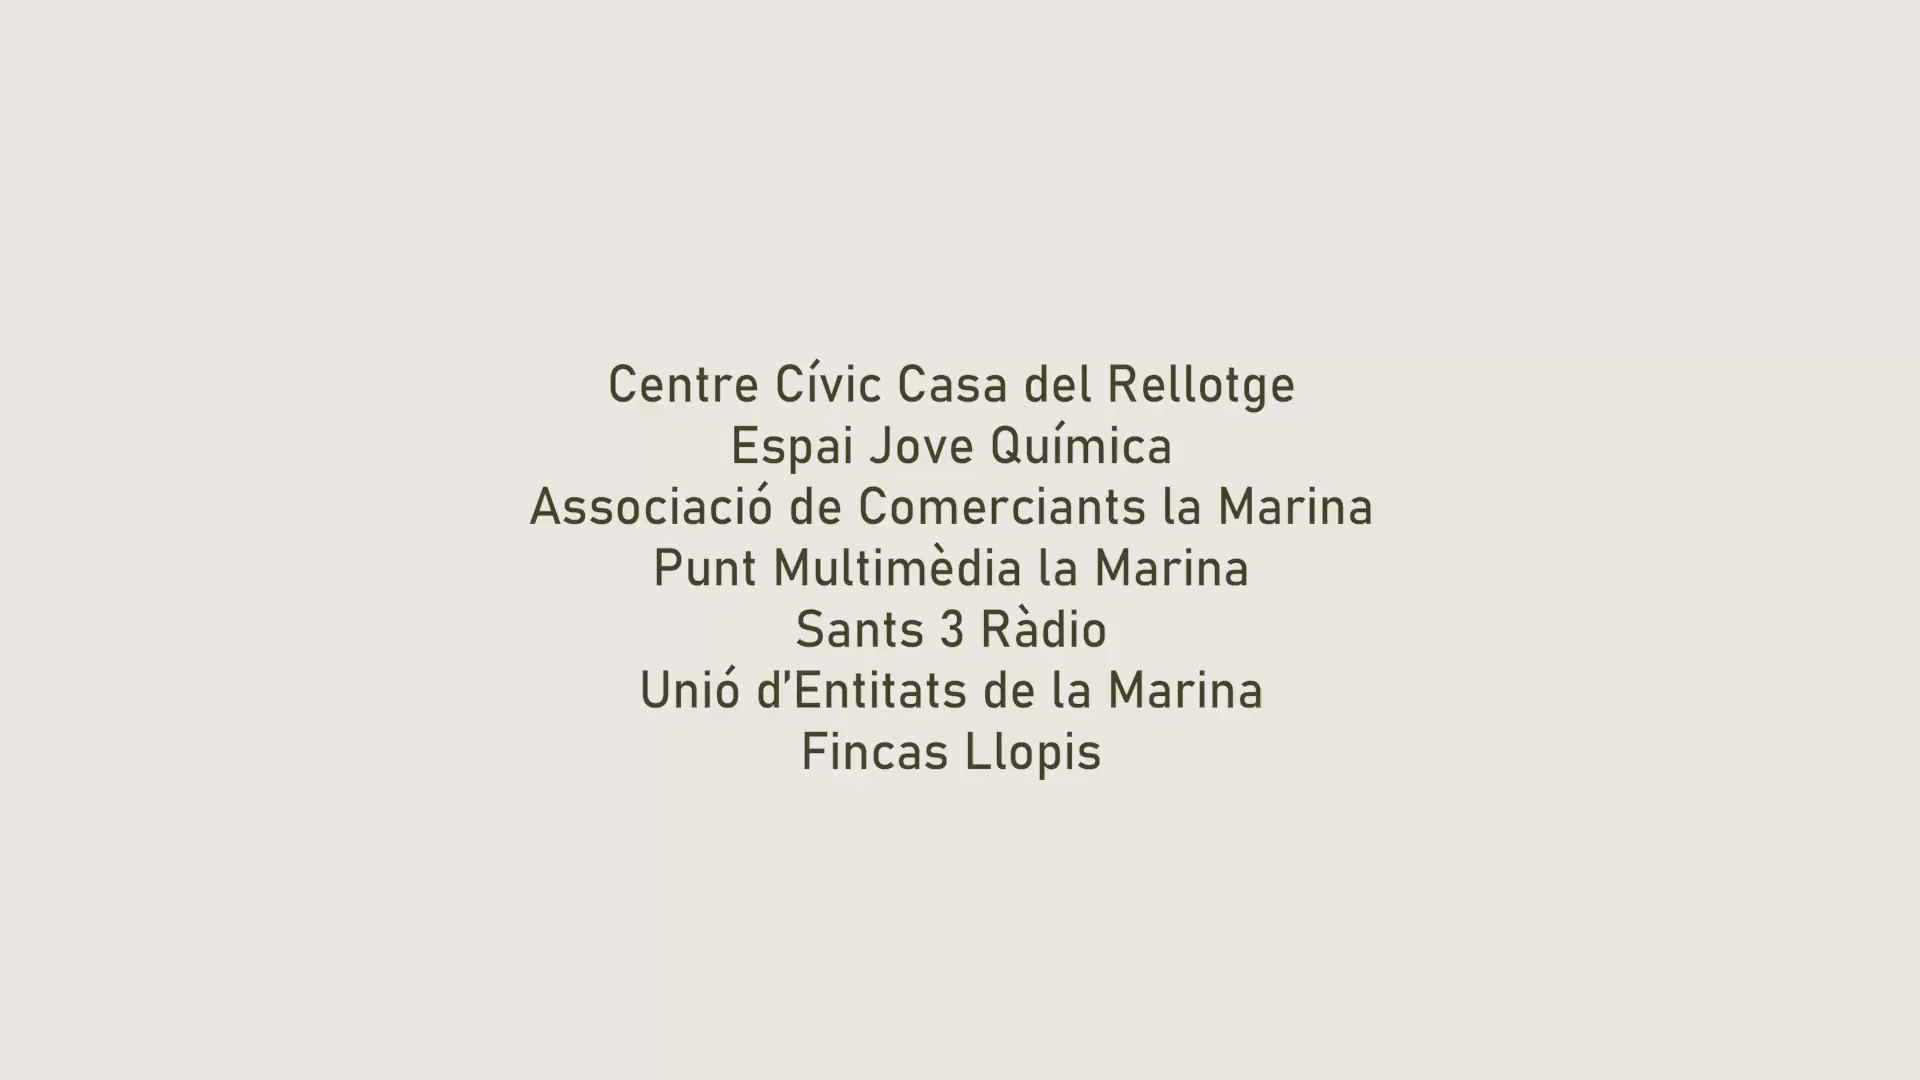 Centre Cívic Casa del Rellotge
Espai Jove Química
Associació de Comerciants la Marina
Punt Multimèdia la Marina
Sants 3 Ràdio
Unió d’Entitats de la Marina
Fincas Llopis